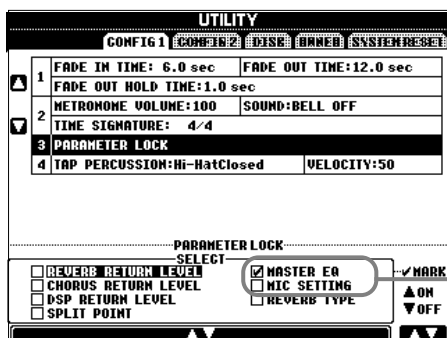 UTILITY
CONFIG 1 CONFIG 2 DISK OWNER SYSTEM RESET
1 FADE IN TIME: 6.0 sec FADE OUT TIME:12.0 sec
FADE OUT HOLD TIME:1.0 sec
2 METRONOME VOLUME:100 SOUND:BELL OFF
TIME SIGNATURE: 4/4
3 PARAMETER LOCK
4 TAP PERCUSSION:Hi-HatClosed VELOCITY:50
PARAMETER LOCK
SELECT
REVERB RETURN LEVEL MASTER EQ MARK
CHORUS RETURN LEVEL MIC SETTING ▲ON
DSP RETURN LEVEL REVERB TYPE ▼OFF
SPLIT POINT